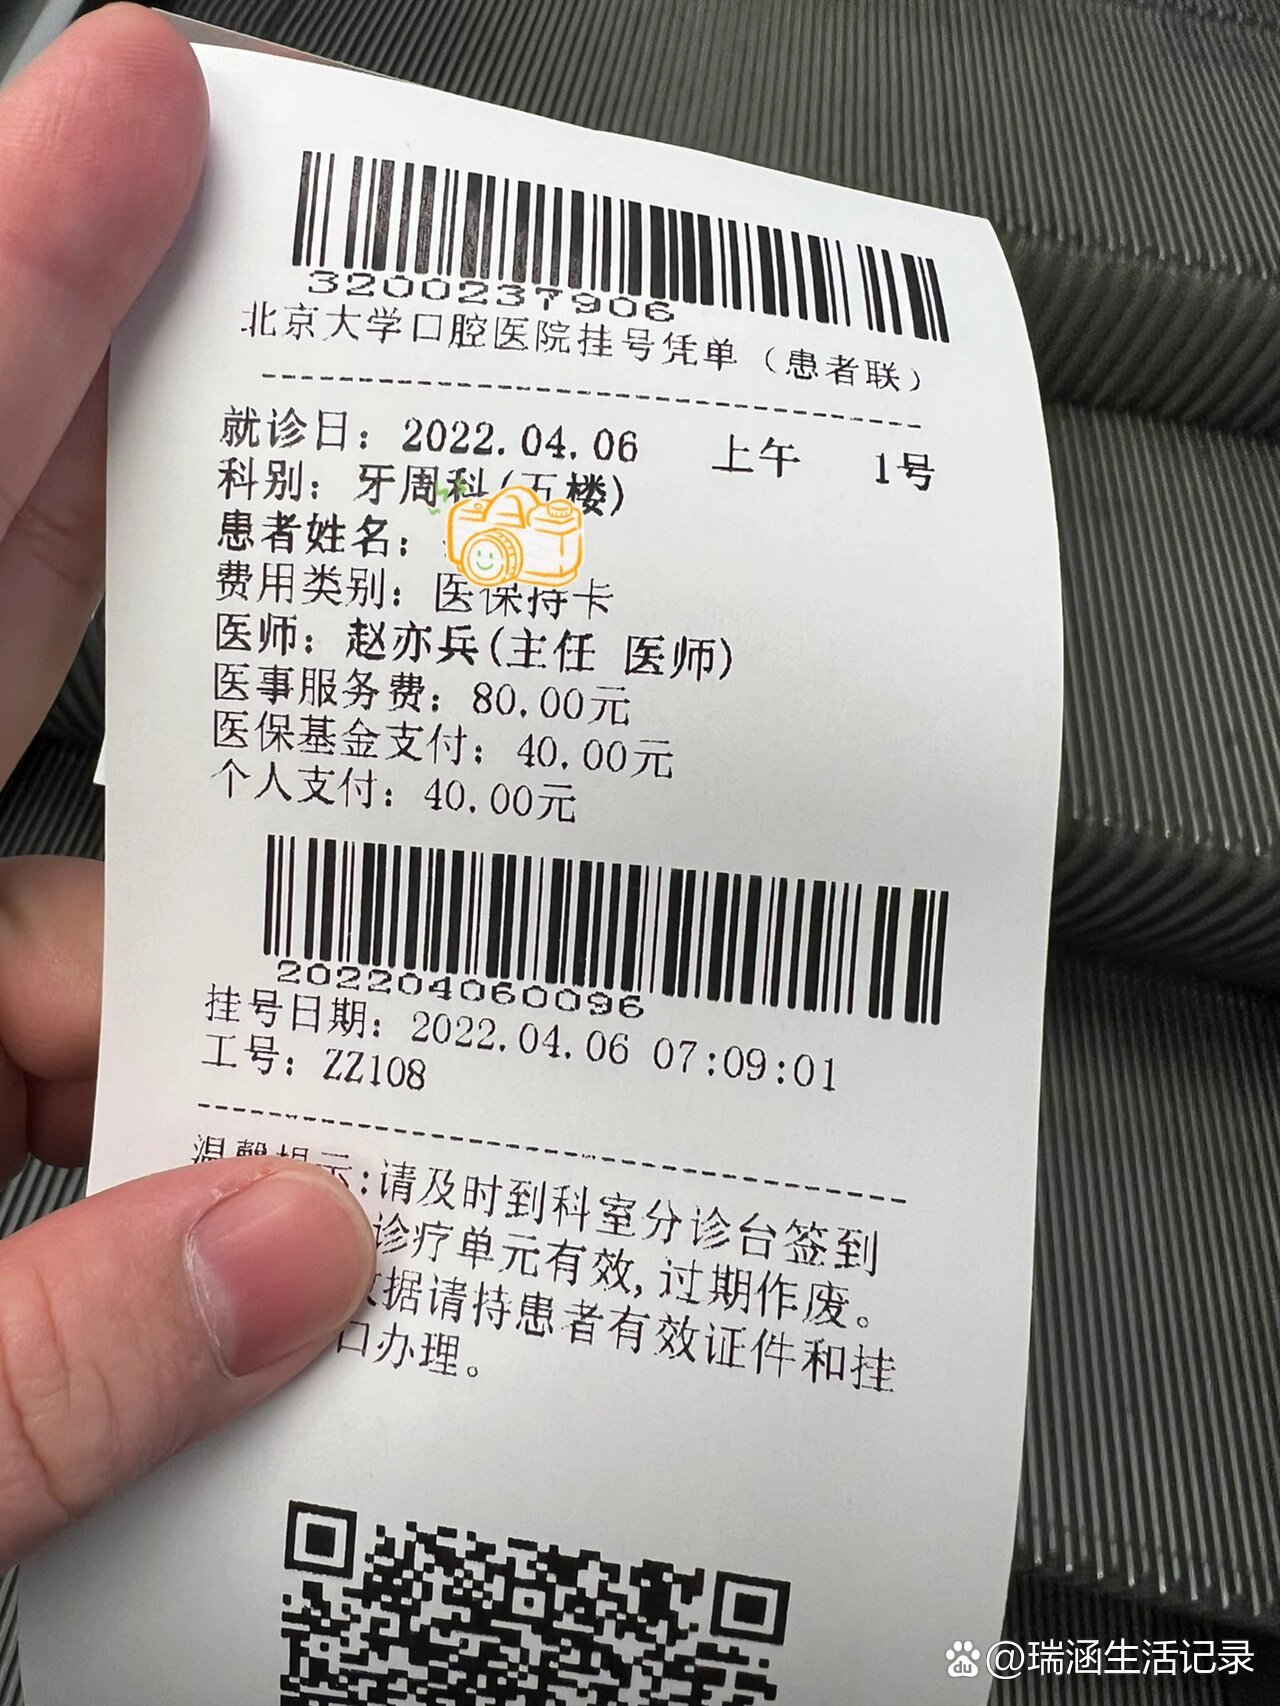 3200237906
北京大学口腔医院挂号凭单（患者联）
就诊日：2022.04.06 上午 1号
科别：牙周科(五楼)
患者姓名：
费用类别：医保持卡
医师：赵亦兵(主任 医师)
医事服务费：80.00元
医保基金支付：40.00元
个人支付：40.00元
202204060096
挂号日期：2022.04.06 07:09:01
工号：ZZ108
温馨提示:请及时到科室分诊台签到
诊疗单元有效,过期作废。
据请持患者有效证件和挂
口办理。
du @瑞涵生活记录